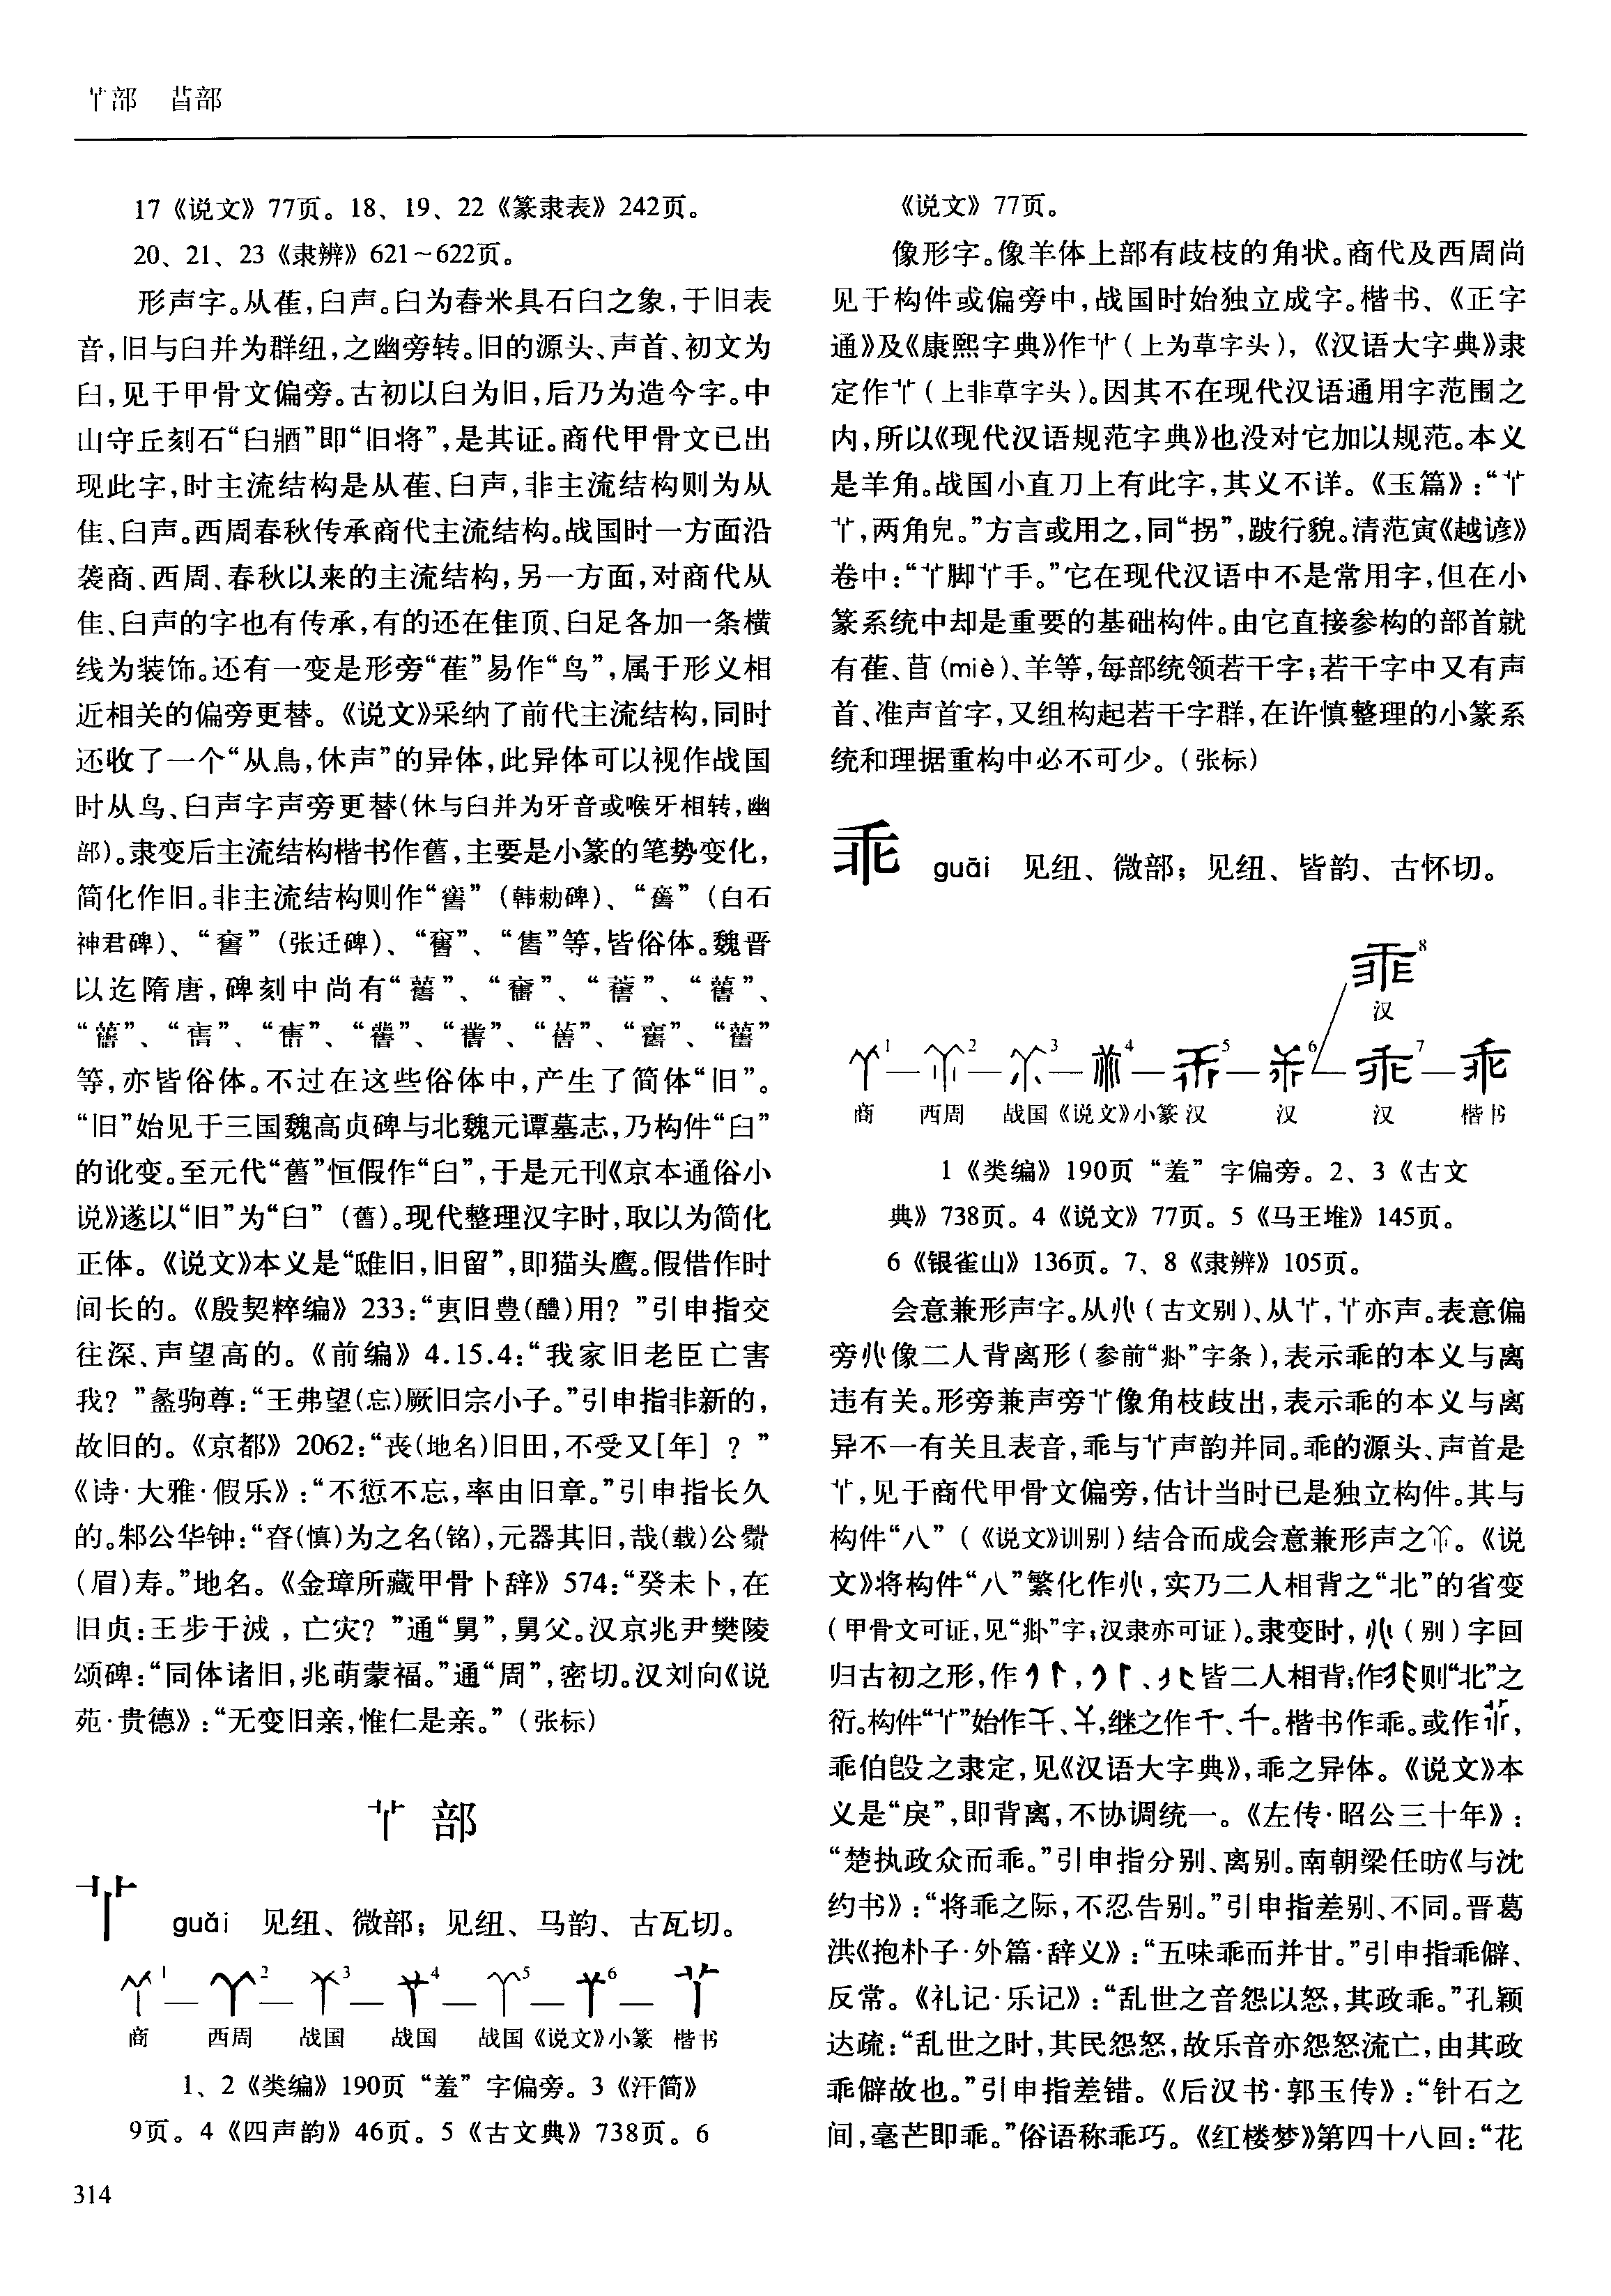 𦫳部 苜部
17《说文》77页。18、19、22《篆隶表》242页。
20、21、23《隶辨》621~622页。
形声字。从萑,臼声。臼为舂米具石臼之象,于旧表
音,旧与臼并为群纽,之幽旁转。旧的源头、声首、初文为
臼,见于甲骨文偏旁。古初以臼为旧,后乃为造今字。中
山守丘刻石“臼𤖅”即“旧将”,是其证。商代甲骨文已出
现此字,时主流结构是从萑、臼声,非主流结构则为从
隹、臼声。西周春秋传承商代主流结构。战国时一方面沿
袭商、西周、春秋以来的主流结构,另一方面,对商代从
隹、臼声的字也有传承,有的还在隹顶、臼足各加一条横
线为装饰。还有一变是形旁“萑”易作“鸟”,属于形义相
近相关的偏旁更替。《说文》采纳了前代主流结构,同时
还收了一个“从鳥,休声”的异体,此异体可以视作战国
时从鸟、臼声字声旁更替(休与臼并为牙音或喉牙相转,幽
部)。隶变后主流结构楷书作舊,主要是小篆的笔势变化,
简化作旧。非主流结构则作“ ”(韩勅碑)、“ ”(白石
神君碑)、“ ”(张迁碑)、“ ”、“ ”等,皆俗体。魏晋
以迄隋唐,碑刻中尚有“ ”、“ ”、“ ”、“ ”、
“ ”、“ ”、“ ”、“ ”、“ ”、“ ”、“ ”、“ ”
等,亦皆俗体。不过在这些俗体中,产生了简体“旧”。
“旧”始见于三国魏高贞碑与北魏元谭墓志,乃构件“臼”
的讹变。至元代“舊”恒假作“臼”,于是元刊《京本通俗小
说》遂以“旧”为“臼”(舊)。现代整理汉字时,取以为简化
正体。《说文》本义是“雎旧,旧留”,即猫头鹰。假借作时
间长的。《殷契粹编》233:“叀旧豊(醴)用?”引申指交
往深、声望高的。《前编》4.15.4:“我家旧老臣亡害
我?”盠驹尊:“王弗望(忘)厥旧宗小子。”引申指非新的,
故旧的。《京都》2062:“丧(地名)旧田,不受又[年]?”
《诗·大雅·假乐》:“不愆不忘,率由旧章。”引申指长久
的。邾公华钟:“昚(慎)为之名(铭),元器其旧,哉(载)公釁
(眉)寿。”地名。《金璋所藏甲骨卜辞》574:“癸未卜,在
旧贞:王步于 ,亡灾?”通“舅”,舅父。汉京兆尹樊陵
颂碑:“同体诸旧,兆萌蒙福。”通“周”,密切。汉刘向《说
苑·贵德》:“无变旧亲,惟仁是亲。”(张标)
𦫳部
𦫳 guǎi 见纽、微部;见纽、马韵、古瓦切。
1 2 3 4 5 6
商 西周 战国 战国 战国《说文》小篆 楷书
1、2《类编》190页“羞”字偏旁。3《汗简》
9页。4《四声韵》46页。5《古文典》738页。6
《说文》77页。
像形字。像羊体上部有歧枝的角状。商代及西周尚
见于构件或偏旁中,战国时始独立成字。楷书、《正字
通》及《康熙字典》作𦫳(上为草字头),《汉语大字典》隶
定作𦫳(上非草字头)。因其不在现代汉语通用字范围之
内,所以《现代汉语规范字典》也没对它加以规范。本义
是羊角。战国小直刀上有此字,其义不详。《玉篇》:“𦫳
𦫳,两角皃。”方言或用之,同“拐”,跛行貌。清范寅《越谚》
卷中:“𦫳脚𦫳手。”它在现代汉语中不是常用字,但在小
篆系统中却是重要的基础构件。由它直接参构的部首就
有萑、苜(miè)、羊等,每部统领若干字;若干字中又有声
首、准声首字,又组构起若干字群,在许慎整理的小篆系
统和理据重构中必不可少。(张标)
乖 guāi 见纽、微部;见纽、皆韵、古怀切。
8
汉
1 2 3 4 5 6 7 乖
商 西周 战国《说文》小篆 汉 汉 汉 楷书
1《类编》190页“羞”字偏旁。2、3《古文
典》738页。4《说文》77页。5《马王堆》145页。
6《银雀山》136页。7、8《隶辨》105页。
会意兼形声字。从𠔁(古文别)、从𦫳,𦫳亦声。表意偏
旁𠔁像二人背离形(参前“ ”字条),表示乖的本义与离
违有关。形旁兼声旁𦫳像角枝歧出,表示乖的本义与离
异不一有关且表音,乖与𦫳声韵并同。乖的源头、声首是
𦫳,见于商代甲骨文偏旁,估计当时已是独立构件。其与
构件“八”(《说文》训别)结合而成会意兼形声之 。《说
文》将构件“八”繁化作𠔁,实乃二人相背之“北”的省变
(甲骨文可证,见“ ”字;汉隶亦可证)。隶变时,𠔁(别)字回
归古初之形,作 , 、 皆二人相背;作 则“北”之
衍。构件“𦫳”始作 、 ,继之作千、千。楷书作乖。或作 ,
乖伯𣪘之隶定,见《汉语大字典》,乖之异体。《说文》本
义是“戾”,即背离,不协调统一。《左传·昭公三十年》:
“楚执政众而乖。”引申指分别、离别。南朝梁任昉《与沈
约书》:“将乖之际,不忍告别。”引申指差别、不同。晋葛
洪《抱朴子·外篇·辞义》:“五味乖而并甘。”引申指乖僻、
反常。《礼记·乐记》:“乱世之音怨以怒,其政乖。”孔颖
达疏:“乱世之时,其民怨怒,故乐音亦怨怒流亡,由其政
乖僻故也。”引申指差错。《后汉书·郭玉传》:“针石之
间,毫芒即乖。”俗语称乖巧。《红楼梦》第四十八回:“花
314